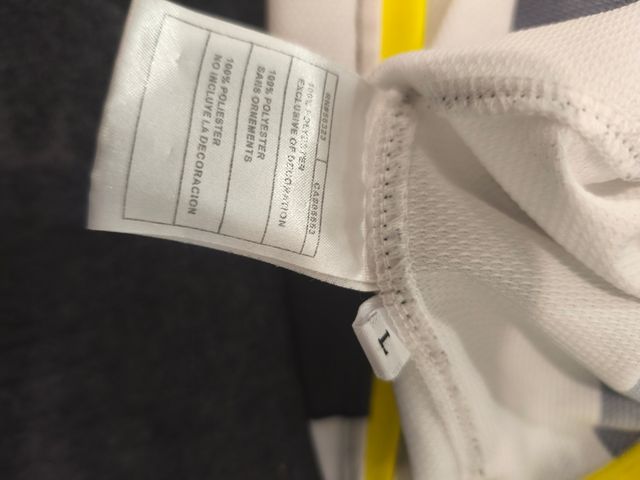 100% POLYESTER
EXCLUSIVE OF DECORATION
100% POLYESTER
SANS ORNEMENTS
100% POLIESTER
NO INCLUYE LA DECORACION
L